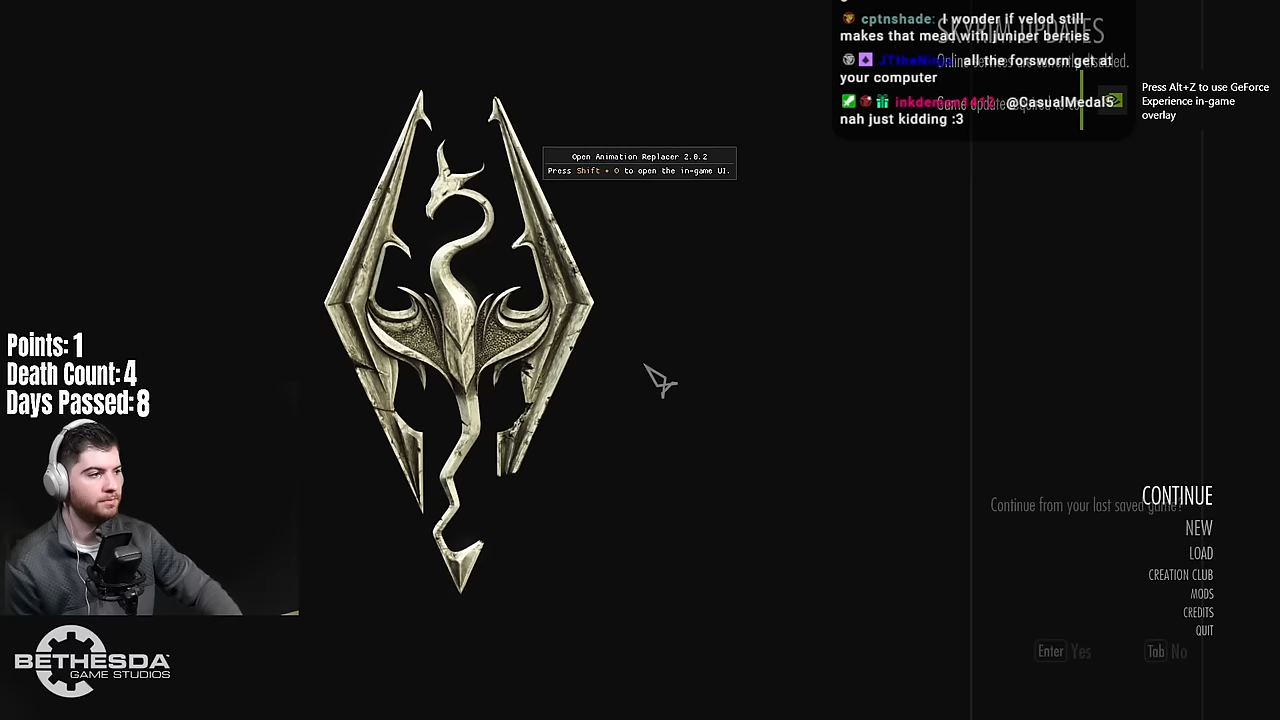 cptnshade: I wonder if velod still
makes that mead with juniper berries
SKYRIM UPDATES
all the forsworn get at
your computer
inkdemon1412: @CasualMedal5
nah just kidding :3
Press Alt+Z to use GeForce
Experience in-game
overlay
Open Animation Replacer 2.0.2
Press Shift + O to open the in-game UI.
Points: 1
Death Count: 4
Days Passed: 8
Continue from your last saved game?
CONTINUE
NEW
LOAD
CREATION CLUB
MODS
CREDITS
QUIT
Enter Yes
Tab No
BETHESDA
GAME STUDIOS